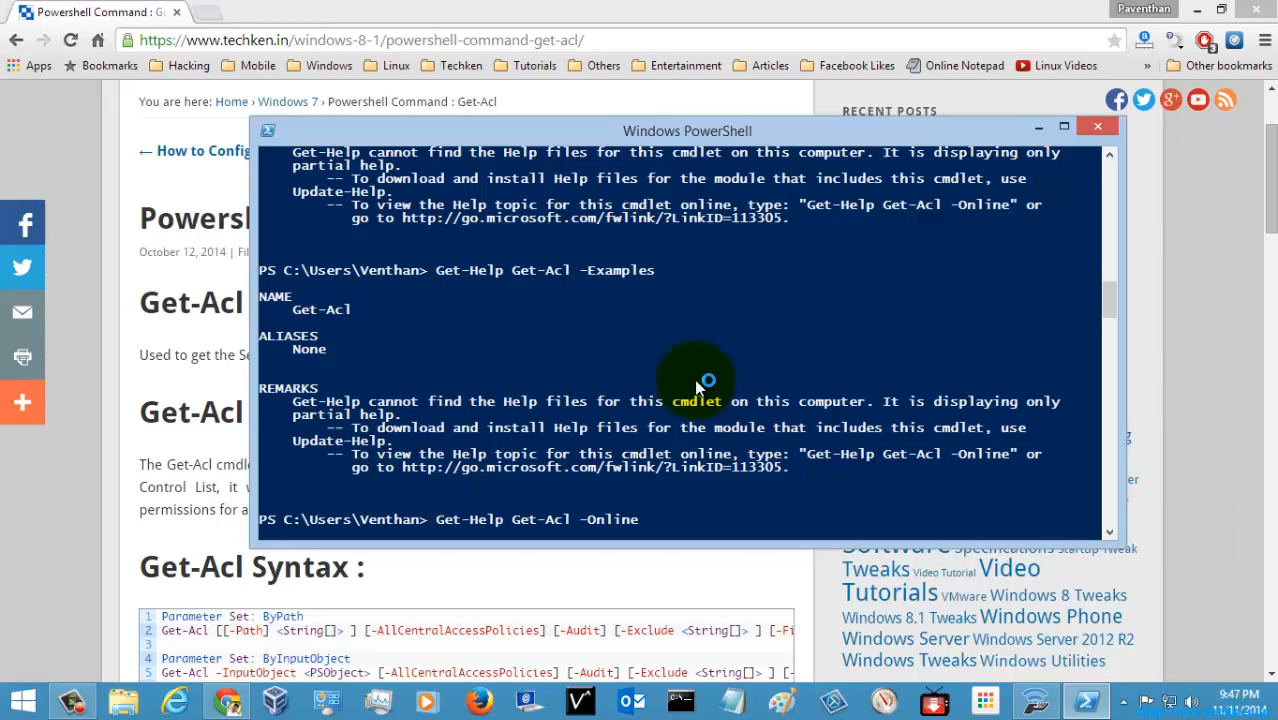 Powershell Command : Ge
Paventhan
https://www.techken.in/windows-8-1/powershell-command-get-acl/
3
Apps Bookmarks Hacking Mobile Windows Linux Techken Tutorials Others Entertainment Articles Facebook Likes Online Notepad Linux Videos » Other bookmarks
You are here: Home › Windows 7 › Powershell Command : Get-Acl
RECENT POSTS
← How to Config
Powersh
October 12, 2014 | Fil
Get-Acl
Used to get the Se
Get-Acl
The Get-Acl cmdl
Control List, it
permissions for a
Get-Acl Syntax :
1 Parameter Set: ByPath
2 Get-Acl [[-Path] <String[]> ] [-AllCentralAccessPolicies] [-Audit] [-Exclude <String[]> ] [-Fi
3
4 Parameter Set: ByInputObject
5 Get-Acl -InputObject <PSObject> [-AllCentralAccessPolicies] [-Audit] [-Exclude <String[]> ] [-
Windows PowerShell
Get-Help cannot find the Help files for this cmdlet on this computer. It is displaying only
partial help.
-- To download and install Help files for the module that includes this cmdlet, use
Update-Help.
-- To view the Help topic for this cmdlet online, type: "Get-Help Get-Acl -Online" or
go to http://go.microsoft.com/fwlink/?LinkID=113305.
PS C:\Users\Venthan> Get-Help Get-Acl -Examples
NAME
Get-Acl
ALIASES
None
REMARKS
Get-Help cannot find the Help files for this cmdlet on this computer. It is displaying only
partial help.
-- To download and install Help files for the module that includes this cmdlet, use
Update-Help.
-- To view the Help topic for this cmdlet online, type: "Get-Help Get-Acl -Online" or
go to http://go.microsoft.com/fwlink/?LinkID=113305.
PS C:\Users\Venthan> Get-Help Get-Acl -Online
Software Specifications Startup Tweak
Tweaks Video Tutorial Video
Tutorials VMware Windows 8 Tweaks
Windows 8.1 Tweaks Windows Phone
Windows Server Windows Server 2012 R2
Windows Tweaks Windows Utilities
9:47 PM
11/11/2014